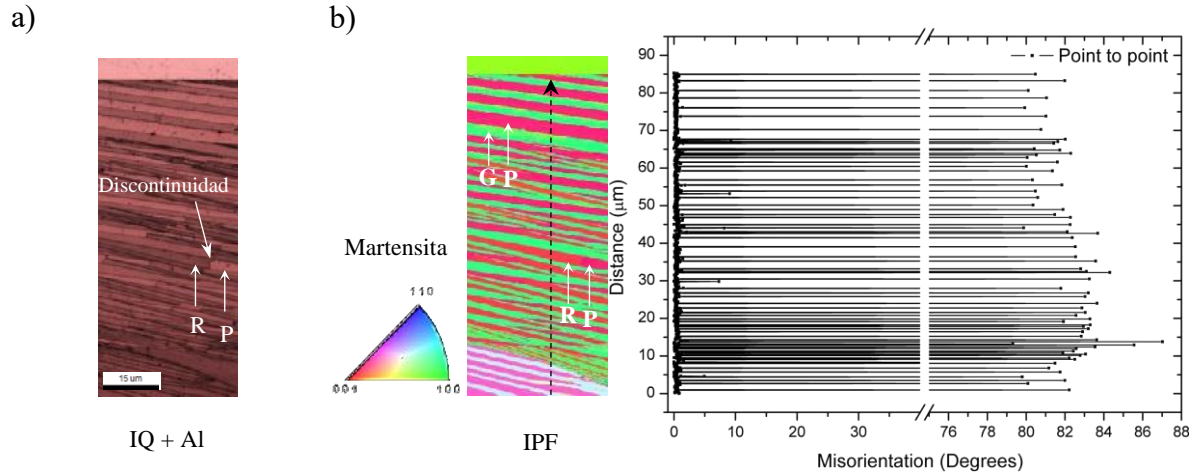 a)
b)
Discontinuidad
R
P
15 um
IQ + Al
Martensita
110
001
100
G P
R P
IPF
Point to point
Distance (μm)
90
80
70
60
50
40
30
20
10
0
0 10 20 30 76 78 80 82 84 86 88
Misorientation (Degrees)